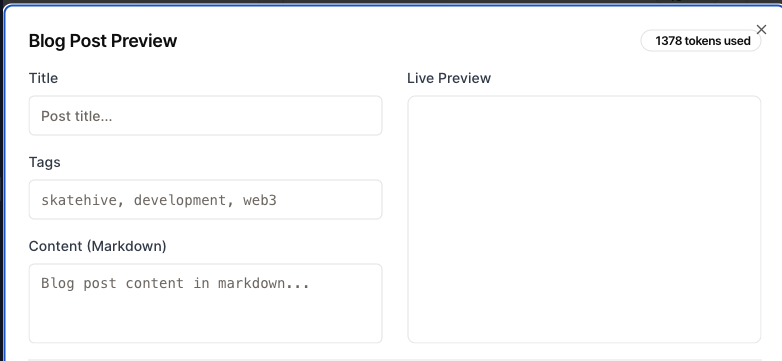 Blog Post Preview
1378 tokens used
Title
Post title...
Tags
skatehive, development, web3
Content (Markdown)
Blog post content in markdown...
Live Preview